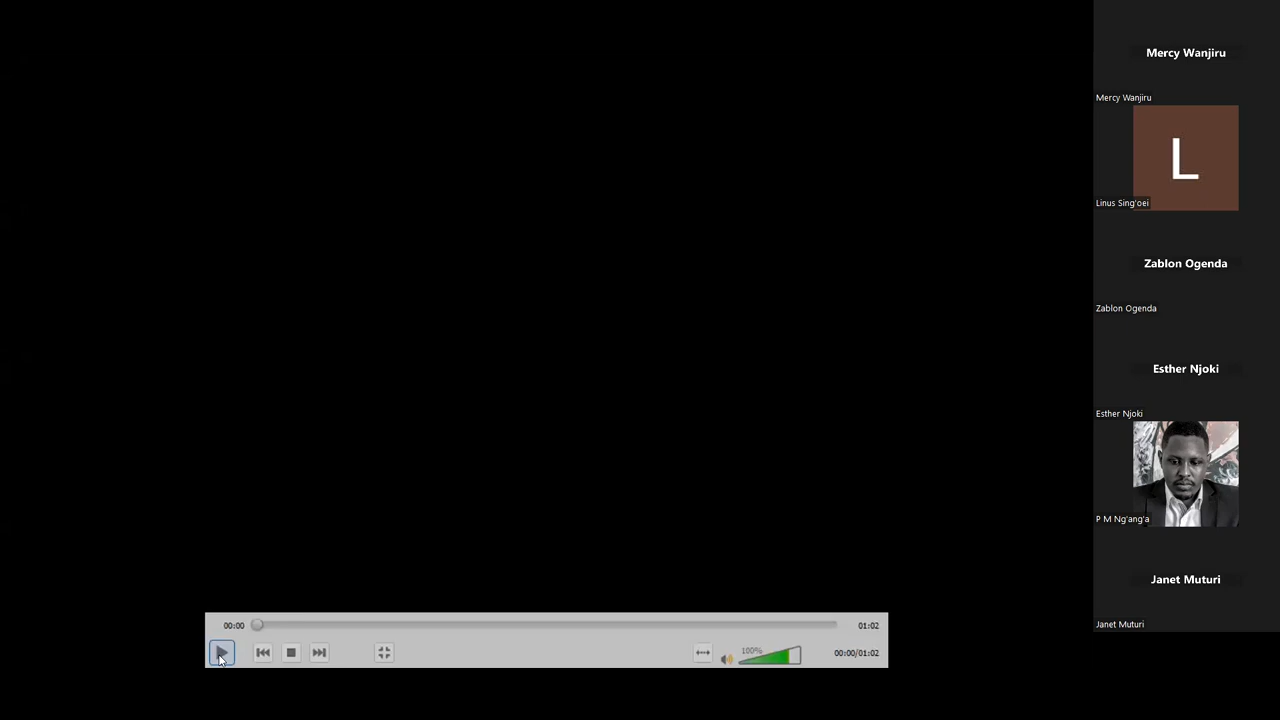 Mercy Wanjiru
Mercy Wanjiru
L
Linus Sing'oei
Zablon Ogenda
Zablon Ogenda
Esther Njoki
Esther Njoki
P M Ng'ang'a
Janet Muturi
Janet Muturi
00:00
01:02
100%
00:00/01:02